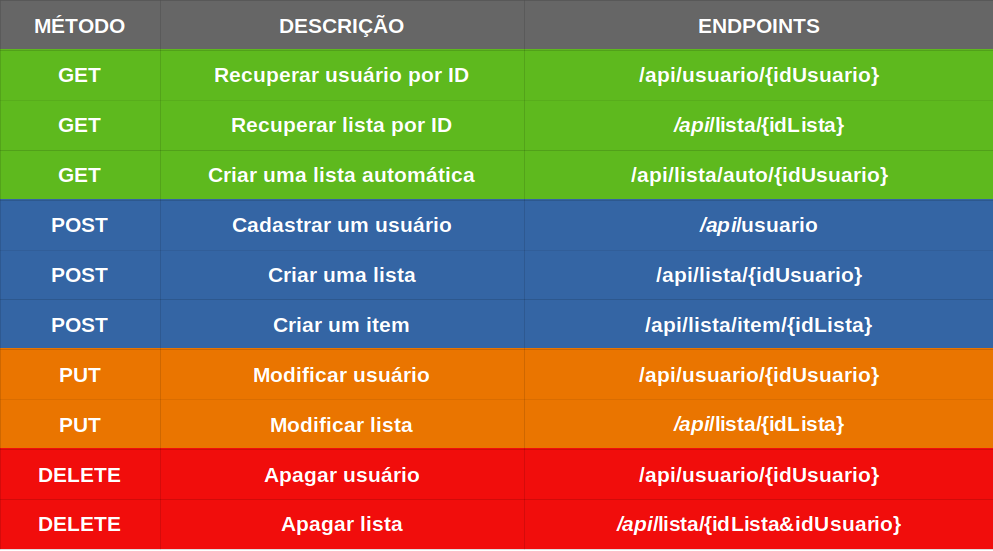 MÉTODO DESCRIÇÃO ENDPOINTS
GET Recuperar usuário por ID /api/usuario/{idUsuario}
GET Recuperar lista por ID /api/lista/{idLista}
GET Criar uma lista automática /api/lista/auto/{idUsuario}
POST Cadastrar um usuário /api/usuario
POST Criar uma lista /api/lista/{idUsuario}
POST Criar um item /api/lista/item/{idLista}
PUT Modificar usuário /api/usuario/{idUsuario}
PUT Modificar lista /api/lista/{idLista}
DELETE Apagar usuário /api/usuario/{idUsuario}
DELETE Apagar lista /api/lista/{idLista&idUsuario}